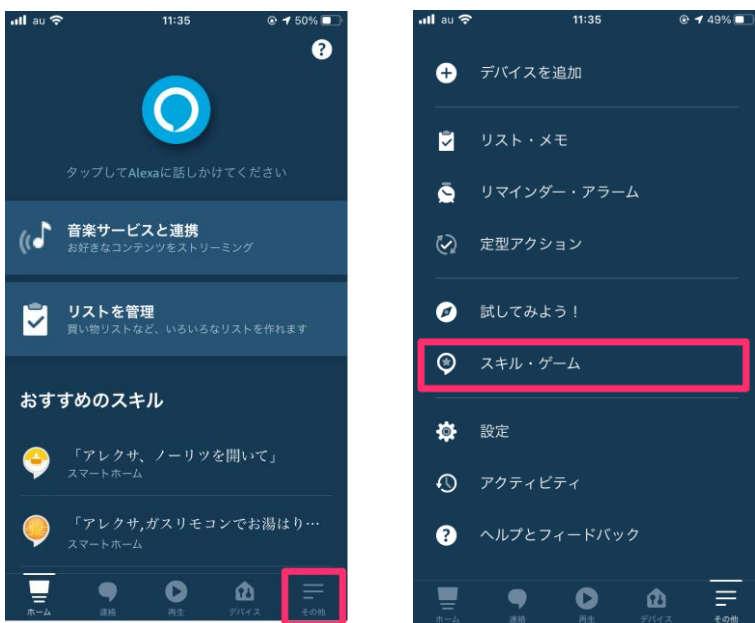 au 11:35 50%
?
タップしてAlexaに話しかけてください
音楽サービスと連携
お好きなコンテンツをストリーミング
リストを管理
買い物リストなど、いろいろなリストを作れます
おすすめのスキル
「アレクサ、ノーリツを開いて」
スマートホーム
「アレクサ,ガスリモコンでお湯はり…
スマートホーム
ホーム 連絡 再生 デバイス その他
au 11:35 49%
デバイスを追加
リスト・メモ
リマインダー・アラーム
定型アクション
試してみよう！
スキル・ゲーム
設定
アクティビティ
? ヘルプとフィードバック
ホーム 連絡 再生 デバイス その他